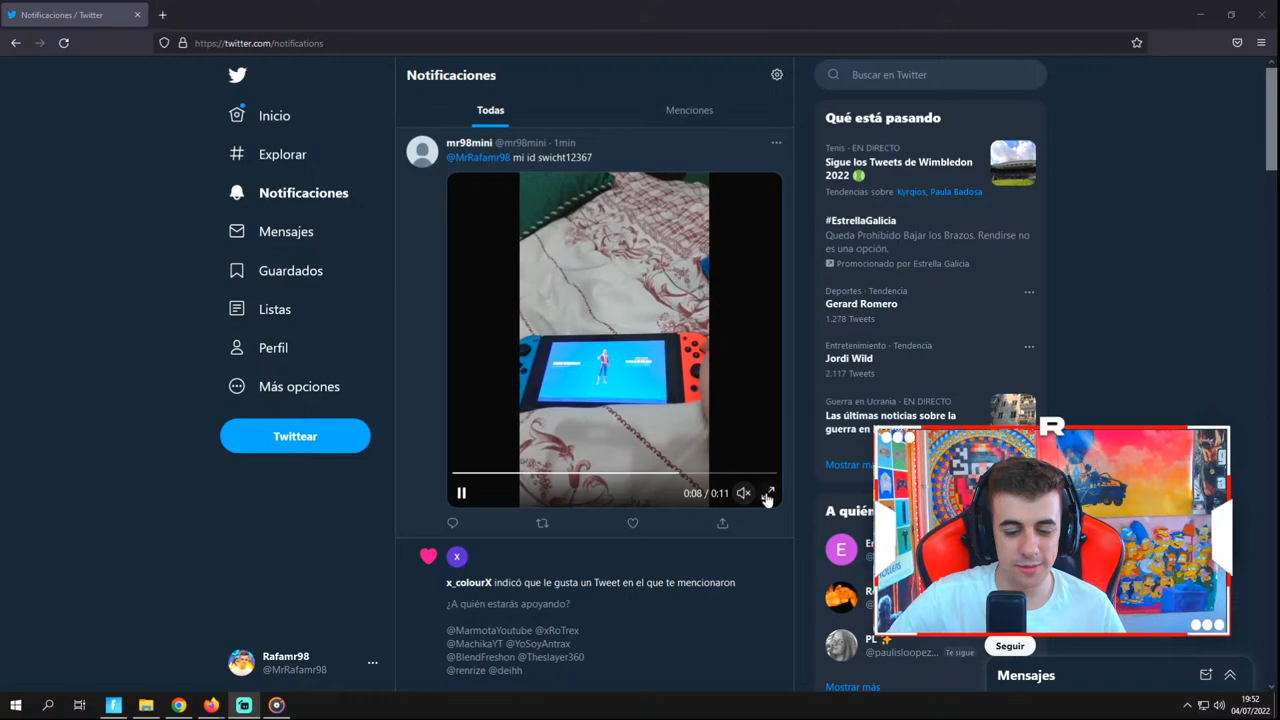 Notificaciones / Twitter
https://twitter.com/notifications
Inicio
Explorar
Notificaciones
Mensajes
Guardados
Listas
Perfil
Más opciones
Twittear
Rafamr98
@MrRafamr98
Notificaciones
Todas
Menciones
mr98mini @mr98mini · 1min
@MrRafamr98 mi id swicht12367
0:08 / 0:11
X
x_colourX indicó que le gusta un Tweet en el que te mencionaron
¿A quién estarás apoyando?
@MarmotaYoutube @xRoTrex
@MachikaYT @YoSoyAntrax
@BlendFreshon @Theslayer360
@renrize @deihh
Buscar en Twitter
Qué está pasando
Tenis · EN DIRECTO
Sigue los Tweets de Wimbledon
2022
Tendencias sobre Kyrgios, Paula Badosa
#EstrellaGalicia
Queda Prohibido Bajar los Brazos. Rendirse no
es una opción.
Promocionado por Estrella Galicia
Deportes · Tendencia
Gerard Romero
1.278 Tweets
Entretenimiento · Tendencia
Jordi Wild
2.117 Tweets
Guerra en Ucrania · EN DIRECTO
Las últimas noticias sobre la
guerra en
Mostrar
R
A qui
E
PL
@paulisloopez... Te sigue
Seguir
Mostrar más
Mensajes
19:52
04/07/2022